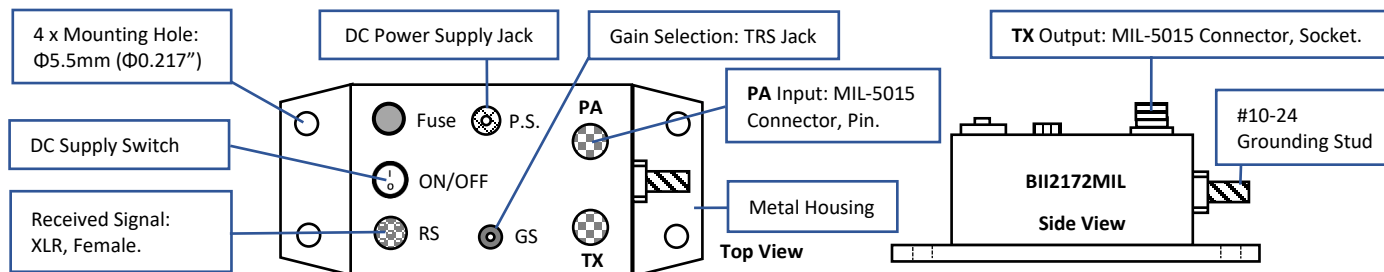 4 x Mounting Hole:
Φ5.5mm (Φ0.217”)
DC Power Supply Jack
Gain Selection: TRS Jack
TX Output: MIL-5015 Connector, Socket.
PA
PA Input: MIL-5015
Connector, Pin.
Fuse
P.S.
#10-24
Grounding Stud
DC Supply Switch
I
O
ON/OFF
BII2172MIL
Side View
Received Signal:
XLR, Female.
RS
GS
Metal Housing
TX
Top View